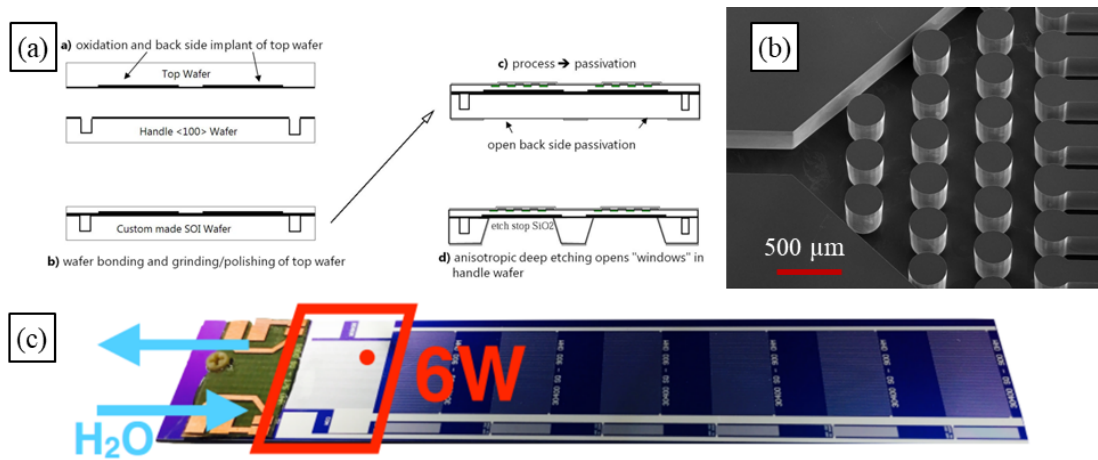 (a)
a) oxidation and back side implant of top wafer
Top Wafer
Handle <100> Wafer
Custom made SOI Wafer
b) wafer bonding and grinding/polishing of top wafer
c) process → passivation
open back side passivation
etch stop SiO2
d) anisotropic deep etching opens "windows" in
handle wafer
(b)
500 µm
(c)
H₂O
6W